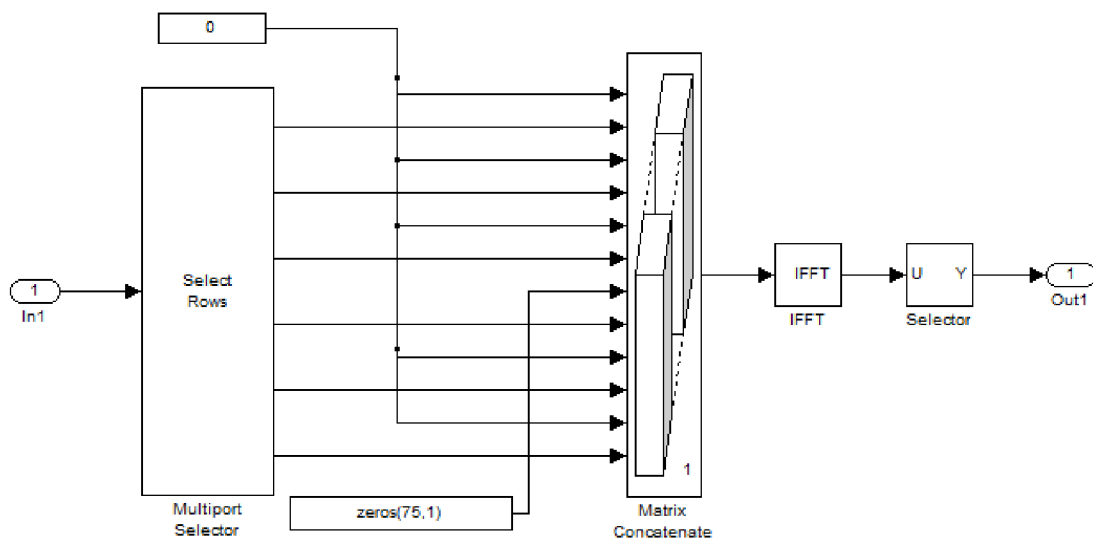 0
Select
Rows
1
In1
Multiport
Selector
zeros(75,1)
1
Matrix
Concatenate
IFFT
IFFT
U Y
Selector
1
Out1